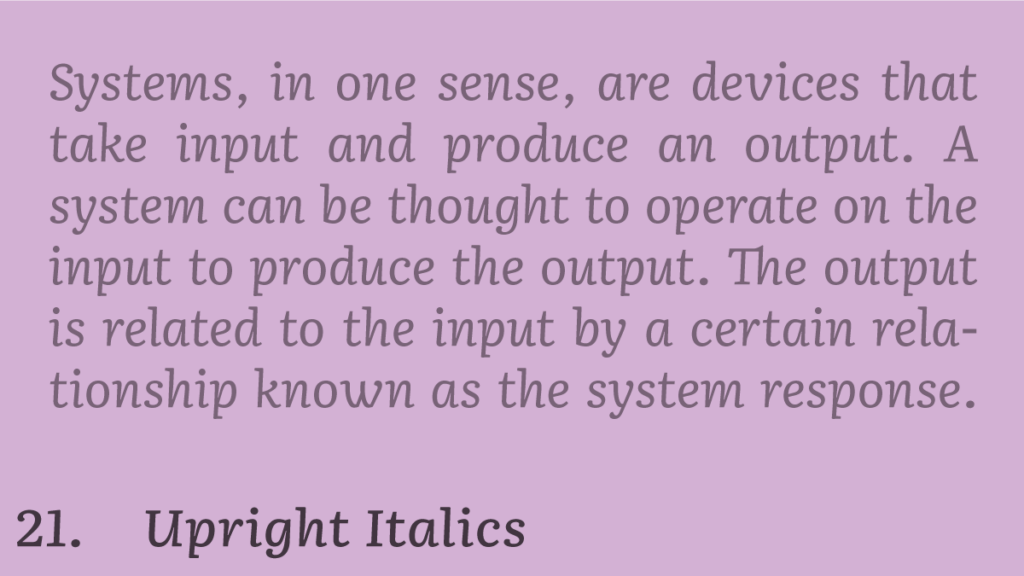 Systems, in one sense, are devices that
take input and produce an output. A
system can be thought to operate on the
input to produce the output. The output
is related to the input by a certain rela-
tionship known as the system response.
21. Upright Italics